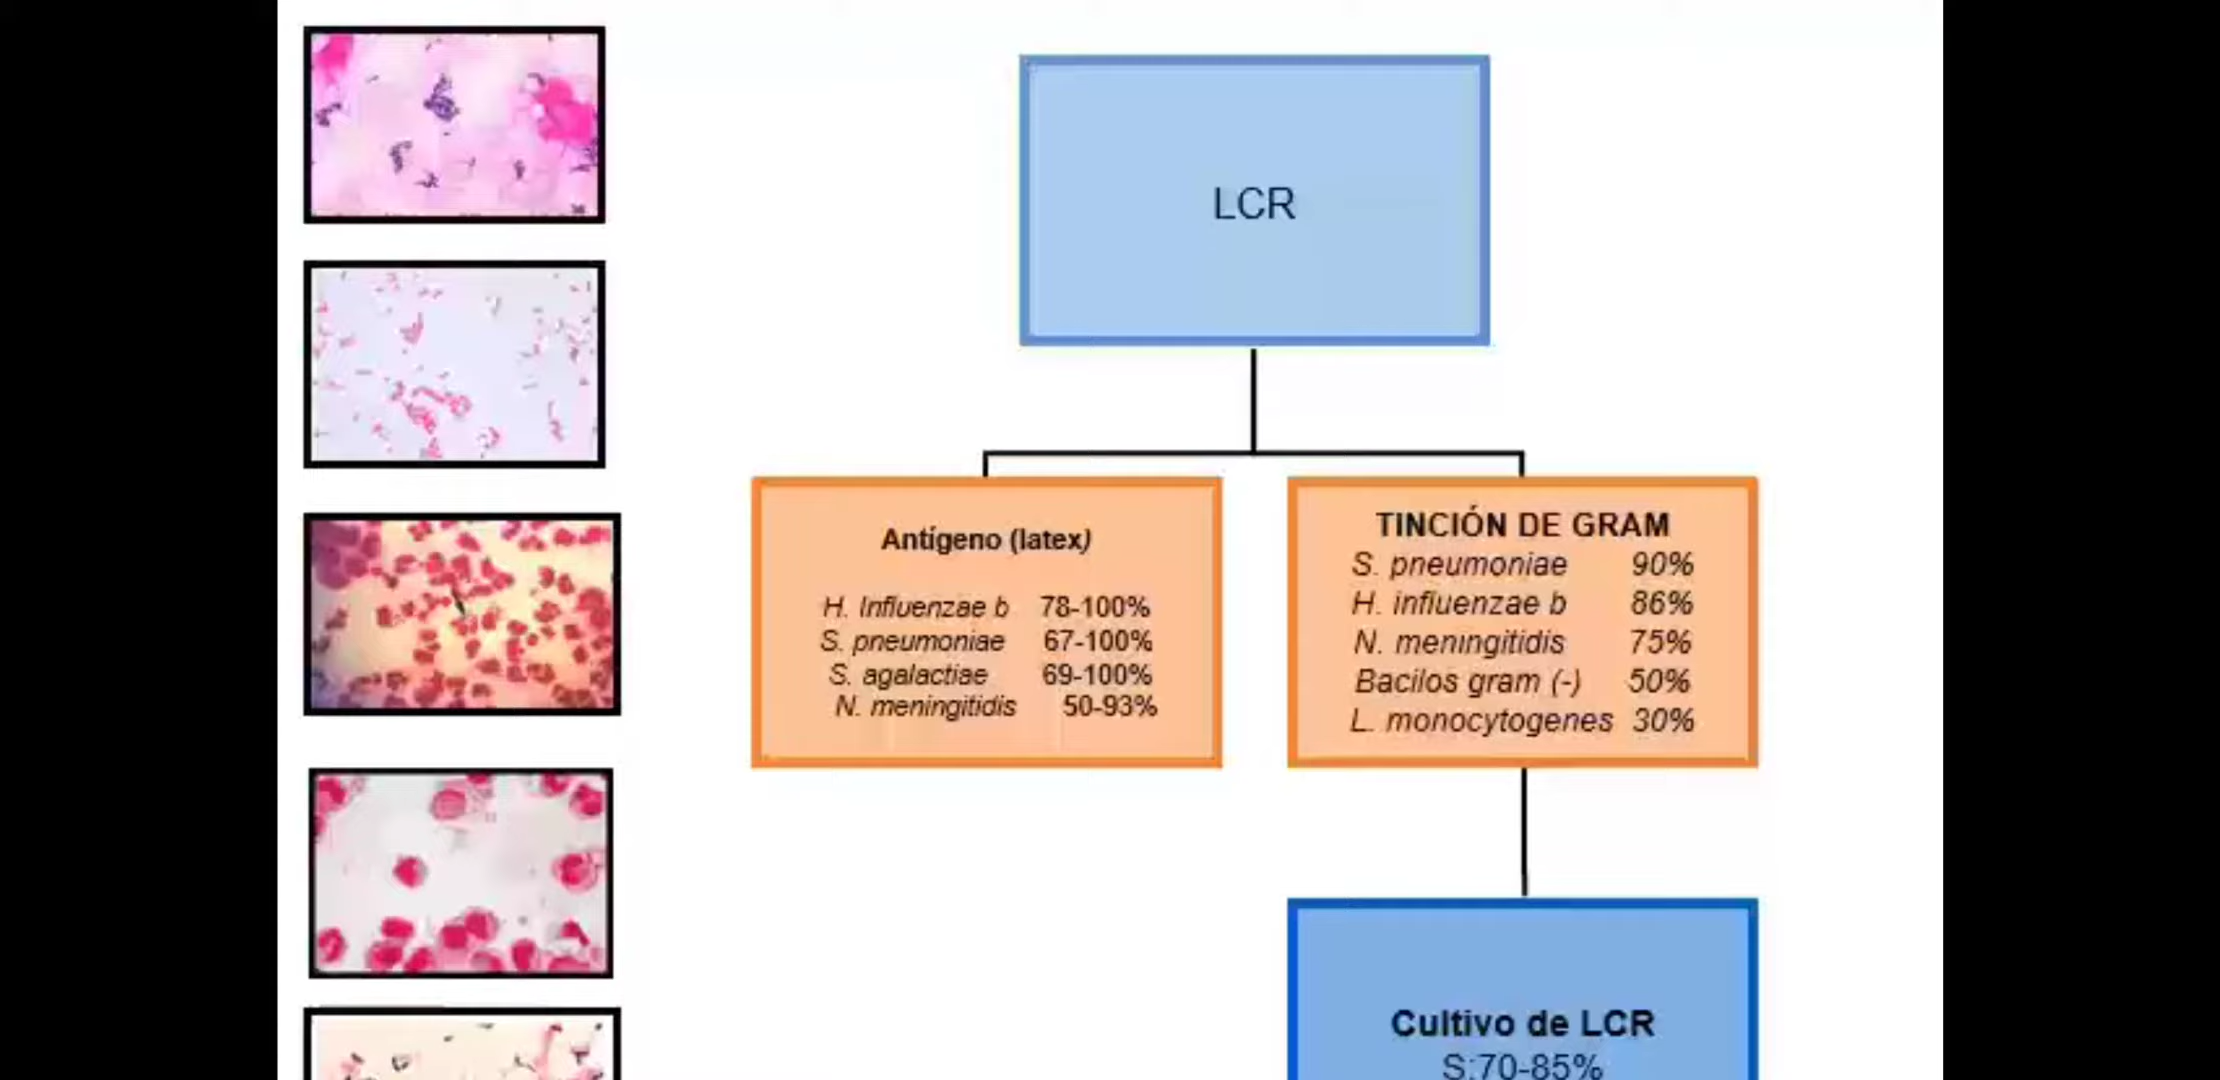 LCR
Antígeno (latex)
H. Influenzae b 78-100%
S. pneumoniae 67-100%
S. agalactiae 69-100%
N. meningitidis 50-93%
TINCIÓN DE GRAM
S. pneumoniae 90%
H. influenzae b 86%
N. meningitidis 75%
Bacilos gram (-) 50%
L. monocytogenes 30%
Cultivo de LCR
S:70-85%